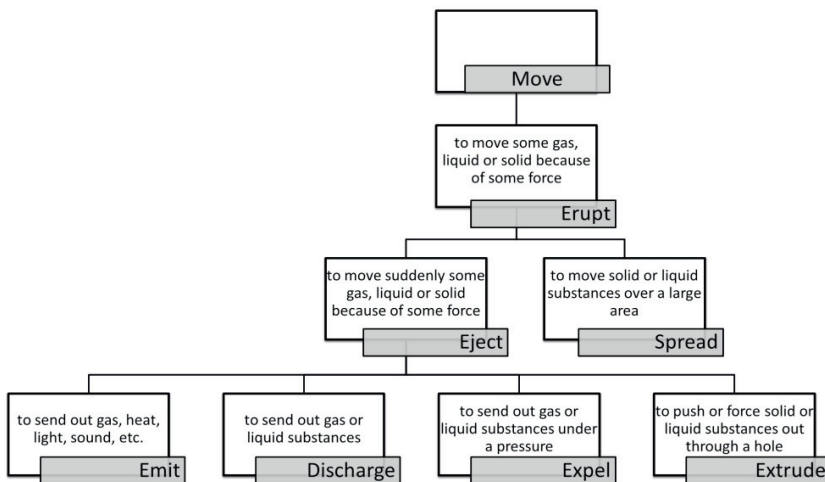 Move
to move some gas,
liquid or solid because
of some force
Erupt
to move suddenly some
gas, liquid or solid
because of some force
Eject
to move solid or liquid
substances over a large
area
Spread
to send out gas, heat,
light, sound, etc.
Emit
to send out gas or
liquid substances
Discharge
to send out gas or
liquid substances under
a pressure
Expel
to push or force solid or
liquid substances out
through a hole
Extrude